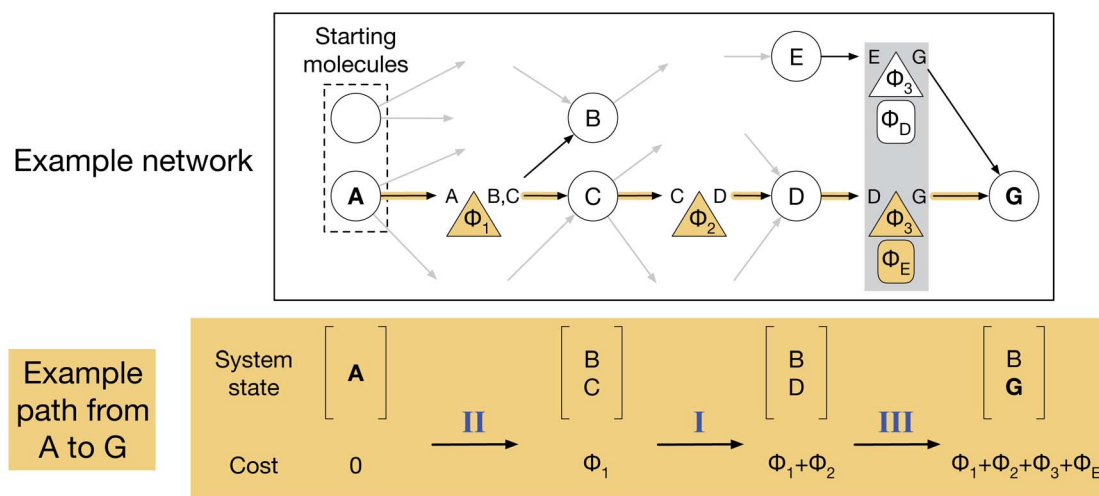 Starting
molecules
Example network
E
E G
Φ3
ΦD
B
A
A B,C
Φ1
C
C D
Φ2
D
D G
Φ3
ΦE
G
Example
path from
A to G
System
state
A
B
C
B
D
B
G
II
I
III
Cost
0
Φ1
Φ1+Φ2
Φ1+Φ2+Φ3+ΦE